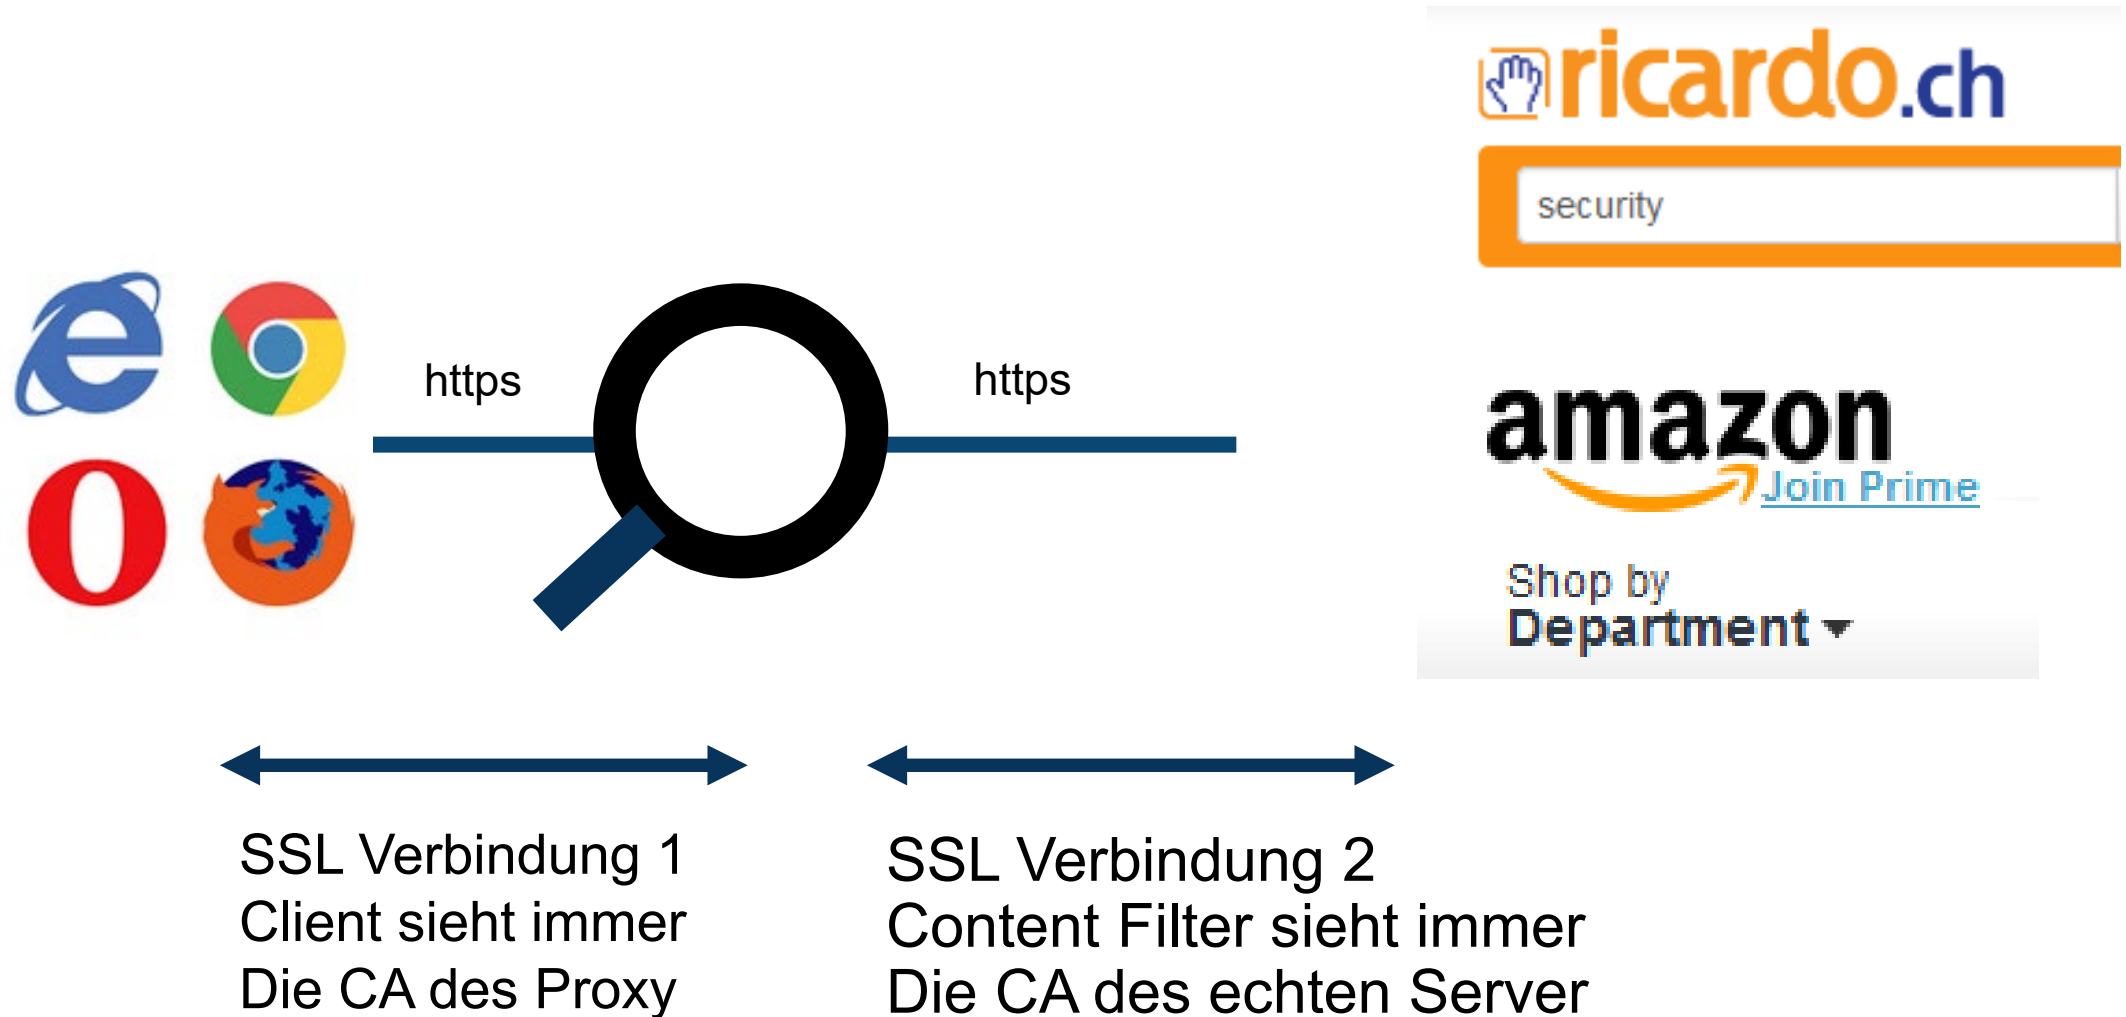 ricardo.ch
security
https
https
amazon
Join Prime
Shop by
Department
SSL Verbindung 1
Client sieht immer
Die CA des Proxy
SSL Verbindung 2
Content Filter sieht immer
Die CA des echten Server